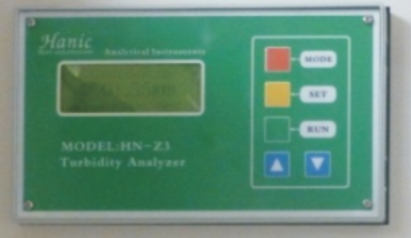 Hanic
Analytical Instruments
MODE
SET
RUN
MODEL:HN-Z3
Turbidity Analyzer